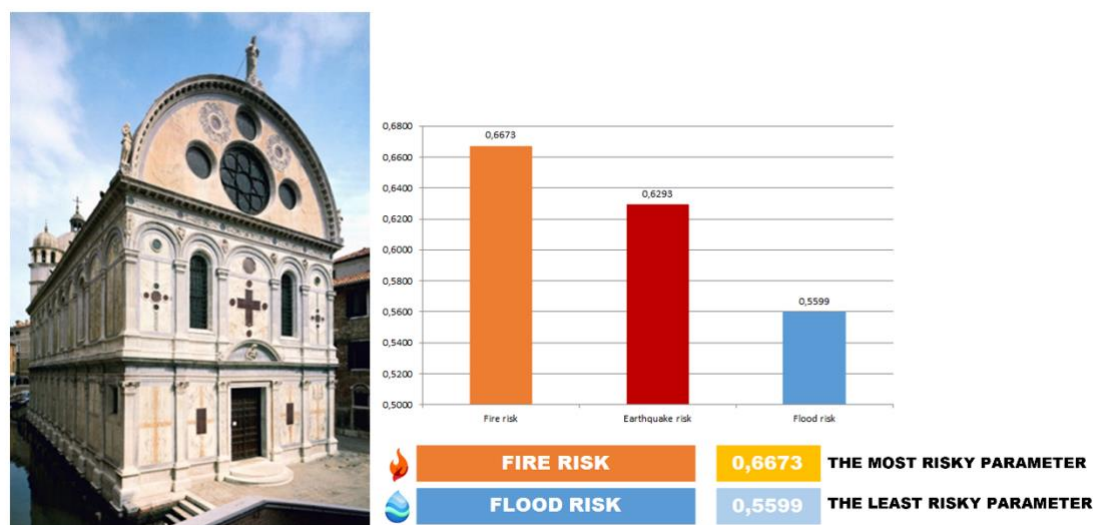 0,6800
0,6600
0,6400
0,6200
0,6000
0,5800
0,5600
0,5400
0,5200
0,5000
0,6673
0,6293
0,5599
Fire risk
Earthquake risk
Flood risk
FIRE RISK 0,6673 THE MOST RISKY PARAMETER
FLOOD RISK 0,5599 THE LEAST RISKY PARAMETER